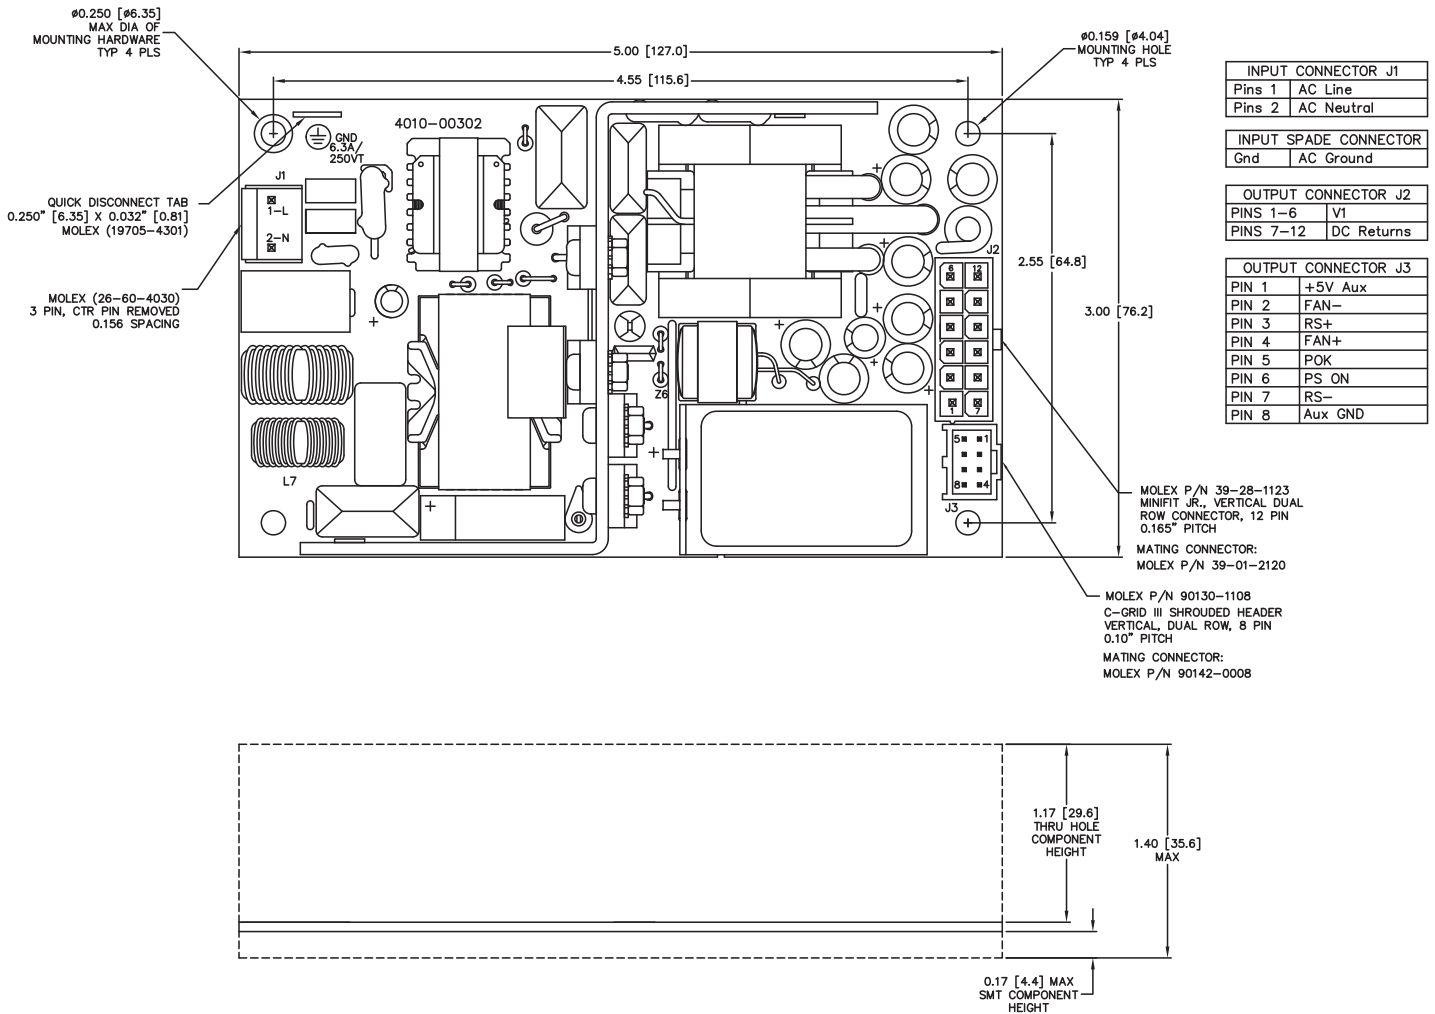 ø0.250 [ø6.35]
MAX DIA OF
MOUNTING HARDWARE
TYP 4 PLS
5.00 [127.0]
4.55 [115.6]
ø0.159 [ø4.04]
MOUNTING HOLE
TYP 4 PLS
4010-00302
GND
6.3A/
250VT
J1
1-L
2-N
QUICK DISCONNECT TAB
0.250" [6.35] X 0.032" [0.81]
MOLEX (19705-4301)
MOLEX (26-60-4030)
3 PIN, CTR PIN REMOVED
0.156 SPACING
+
+
+
+
+
+
+
+
+
L7
Z6
J2
6 12
1 7
5 1
8 4
J3
2.55 [64.8]
3.00 [76.2]
INPUT CONNECTOR J1
Pins 1 AC Line
Pins 2 AC Neutral
INPUT SPADE CONNECTOR
Gnd AC Ground
OUTPUT CONNECTOR J2
PINS 1-6 V1
PINS 7-12 DC Returns
OUTPUT CONNECTOR J3
PIN 1 +5V Aux
PIN 2 FAN-
PIN 3 RS+
PIN 4 FAN+
PIN 5 POK
PIN 6 PS ON
PIN 7 RS-
PIN 8 Aux GND
MOLEX P/N 39-28-1123
MINIFIT JR., VERTICAL DUAL
ROW CONNECTOR, 12 PIN
0.165" PITCH
MATING CONNECTOR:
MOLEX P/N 39-01-2120
MOLEX P/N 90130-1108
C-GRID III SHROUDED HEADER
VERTICAL, DUAL ROW, 8 PIN
0.10" PITCH
MATING CONNECTOR:
MOLEX P/N 90142-0008
1.17 [29.6]
THRU HOLE
COMPONENT
HEIGHT
1.40 [35.6]
MAX
0.17 [4.4] MAX
SMT COMPONENT
HEIGHT